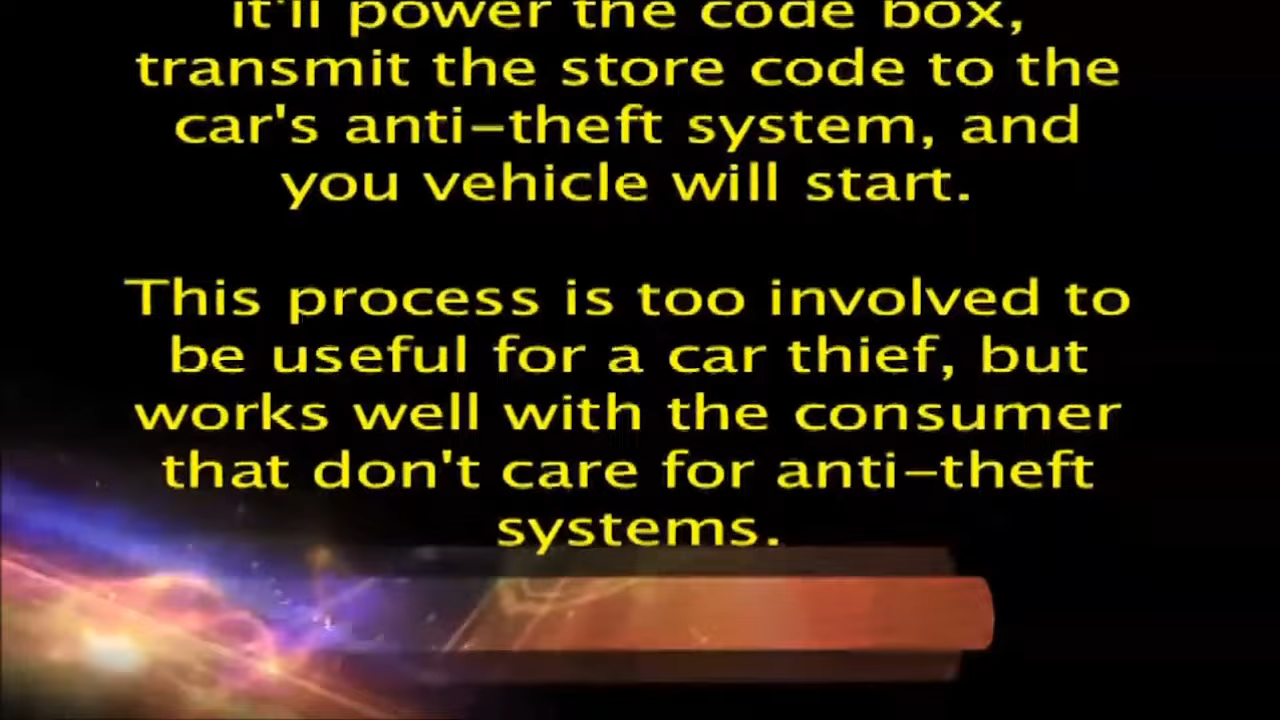 it'll power the code box,
transmit the store code to the
car's anti-theft system, and
you vehicle will start.
This process is too involved to
be useful for a car thief, but
works well with the consumer
that don't care for anti-theft
systems.